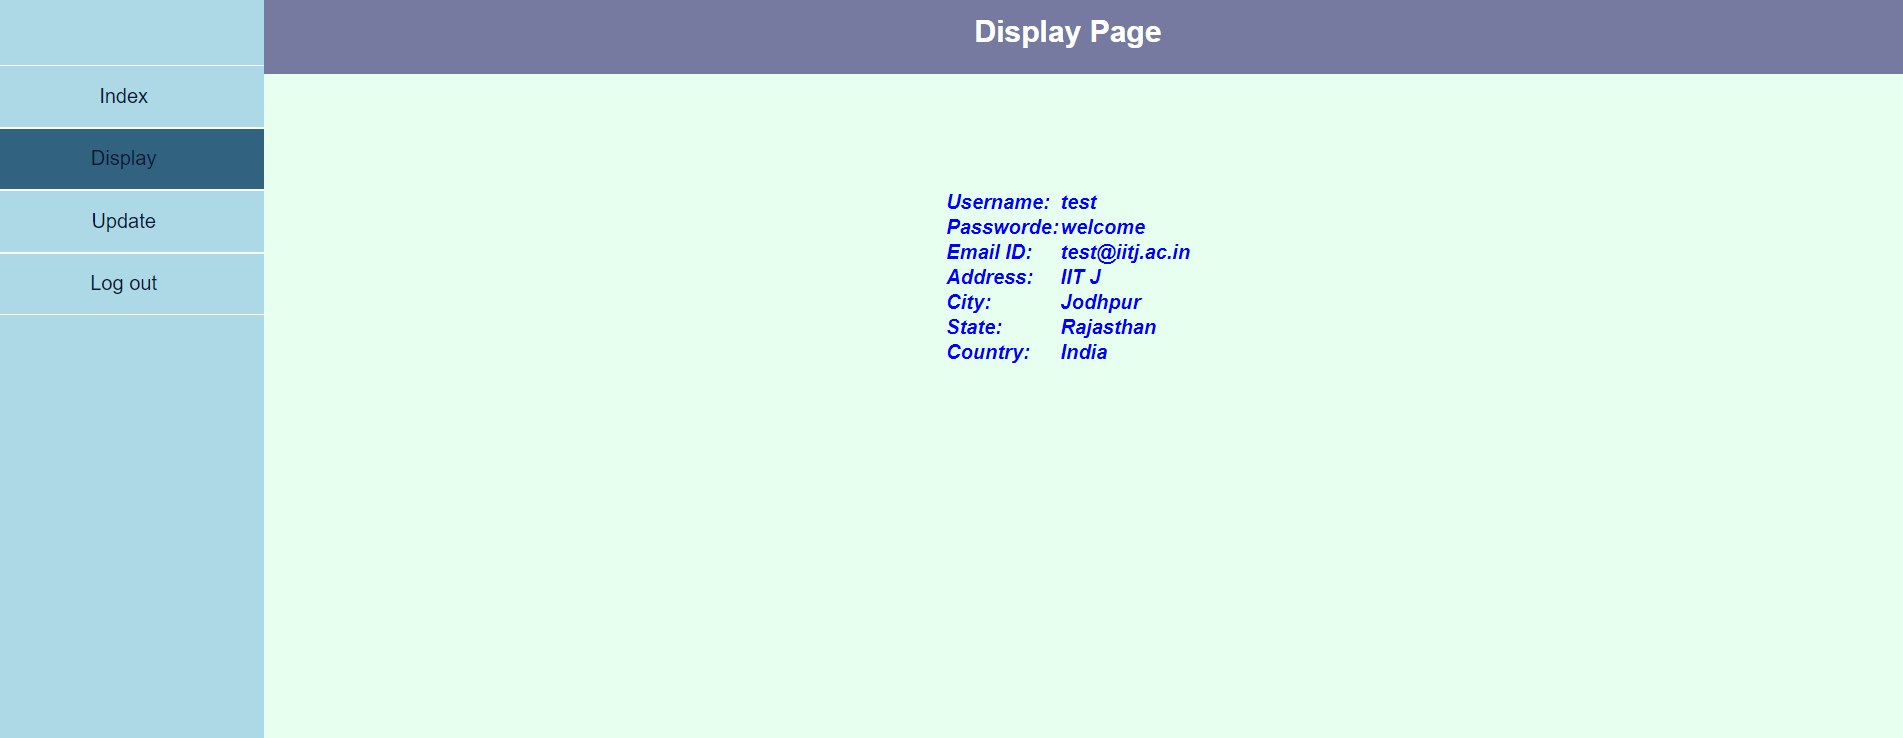 Display Page
Index
Display
Update
Log out
Username: test
Passworde: welcome
Email ID: test@iitj.ac.in
Address: IIT J
City: Jodhpur
State: Rajasthan
Country: India